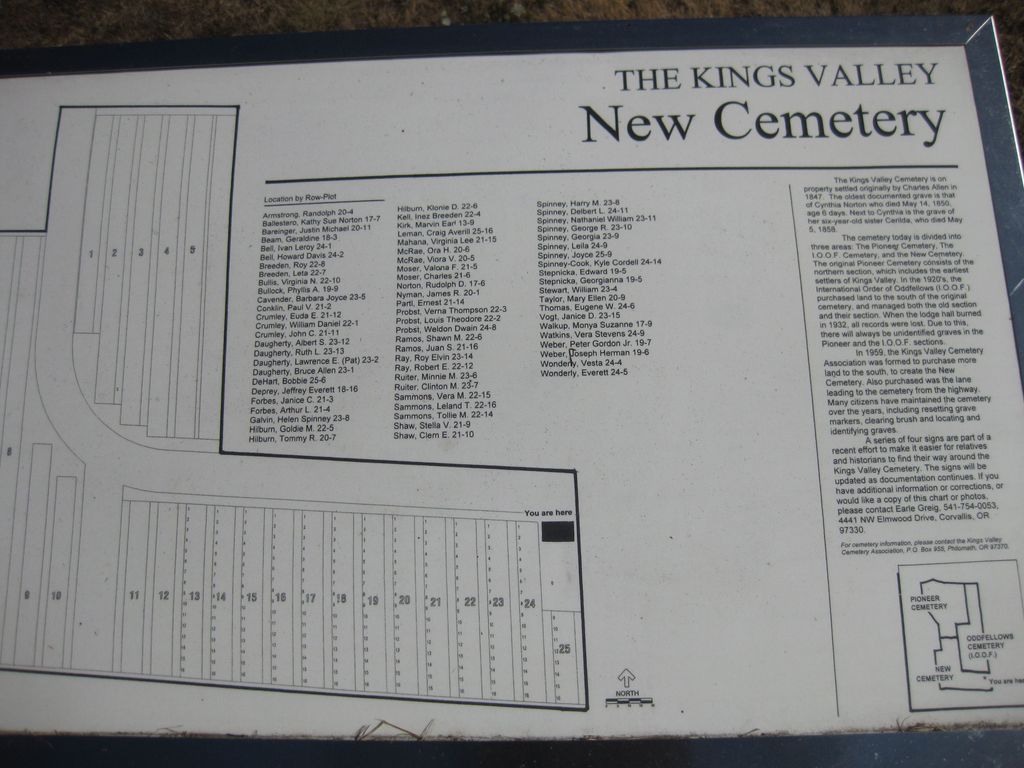 THE KINGS VALLEY
New Cemetery
Location by Row-Plot
Armstrong, Randolph 20-4
Ballestero, Kathy Sue Norton 17-7
Bareinger, Justin Michael 20-11
Beam, Geraldine 18-3
Bell, Ivan Leroy 24-1
Bell, Howard Davis 24-2
Breeden, Roy 22-8
Breeden, Leta 22-7
Bullis, Virginia N. 22-10
Bullock, Phyllis A. 19-9
Cavender, Barbara Joyce 23-5
Conklin, Paul V. 21-2
Crumley, Euda E. 21-12
Crumley, William Daniel 22-1
Crumley, John C. 21-11
Daugherty, Albert S. 23-12
Daugherty, Ruth L. 23-13
Daugherty, Lawrence E. (Pat) 23-2
Daugherty, Bruce Allen 23-1
DeHart, Bobbie 25-6
Deprey, Jeffrey Everett 18-16
Forbes, Janice C. 21-3
Forbes, Arthur L. 21-4
Galvin, Helen Spinney 23-8
Hilburn, Goldie M. 22-5
Hilburn, Tommy R. 20-7
Hilburn, Klonie D. 22-6
Kell, Inez Breeden 22-4
Kirk, Marvin Earl 13-9
Leman, Craig Averill 25-16
Mahana, Virginia Lee 21-15
McRae, Ora H. 20-6
McRae, Viora V. 20-5
Moser, Valona F. 21-5
Moser, Charles 21-6
Norton, Rudolph D. 17-6
Nyman, James R. 20-1
Partl, Ernest 21-14
Probst, Verna Thompson 22-3
Probst, Louis Theodore 22-2
Probst, Weldon Dwain 24-8
Ramos, Shawn M. 22-6
Ramos, Juan S. 21-16
Ray, Roy Elvin 23-14
Ray, Robert E. 22-12
Ruiter, Minnie M. 23-6
Ruiter, Clinton M. 23-7
Sammons, Vera M. 22-15
Sammons, Leland T. 22-16
Sammons, Tollie M. 22-14
Shaw, Stella V. 21-9
Shaw, Clem E. 21-10
Spinney, Harry M. 23-8
Spinney, Delbert L. 24-11
Spinney, Nathaniel William 23-11
Spinney, George R. 23-10
Spinney, Georgia 23-9
Spinney, Leila 24-9
Spinney, Joyce 25-9
Spinney-Cook, Kyle Cordell 24-14
Stepnicka, Edward 19-5
Stepnicka, Georgianna 19-5
Stewart, William 23-4
Taylor, Mary Ellen 20-9
Thomas, Eugene W. 24-6
Vogt, Janice D. 23-15
Walkup, Monya Suzanne 17-9
Watkins, Vera Stevens 24-9
Weber, Peter Gordon Jr. 19-7
Weber, Joseph Herman 19-6
Wonderly, Vesta 24-4
Wonderly, Everett 24-5
The Kings Valley Cemetery is on
property settled originally by Charles Allen in
1847. The oldest documented grave is that
of Cynthia Norton who died May 14, 1850,
age 6 days. Next to Cynthia is the grave of
her six-year-old sister Cerilda, who died May
5, 1858.
The cemetery today is divided into
three areas: The Pioneer Cemetery, The
I.O.O.F. Cemetery, and the New Cemetery.
The original Pioneer Cemetery consists of the
northern section, which includes the earliest
settlers of Kings Valley. In the 1920's, the
International Order of Oddfellows (I.O.O.F.)
purchased land to the south of the original
cemetery, and managed both the old section
and their section. When the lodge hall burned
in 1932, all records were lost. Due to this,
there will always be unidentified graves in the
Pioneer and the I.O.O.F. sections.
In 1959, the Kings Valley Cemetery
Association was formed to purchase more
land to the south, to create the New
Cemetery. Also purchased was the lane
leading to the cemetery from the highway.
Many citizens have maintained the cemetery
over the years, including resetting grave
markers, clearing brush and locating and
identifying graves.
A series of four signs are part of a
recent effort to make it easier for relatives
and historians to find their way around the
Kings Valley Cemetery. The signs will be
updated as documentation continues. If you
have additional information or corrections, or
would like a copy of this chart or photos,
please contact Earle Greig, 541-754-0053,
4441 NW Elmwood Drive, Corvallis, OR
97330.
For cemetery information, please contact the Kings Valley
Cemetery Association, P.O. Box 955, Philomath, OR 97370.
1 2 3 4 5
8 9 10
You are here
11 12 13 14 15 16 17 18 19 20 21 22 23 24
25
NORTH
PIONEER
CEMETERY
ODDFELLOWS
CEMETERY
(I.O.O.F.)
NEW
CEMETERY
* You are here